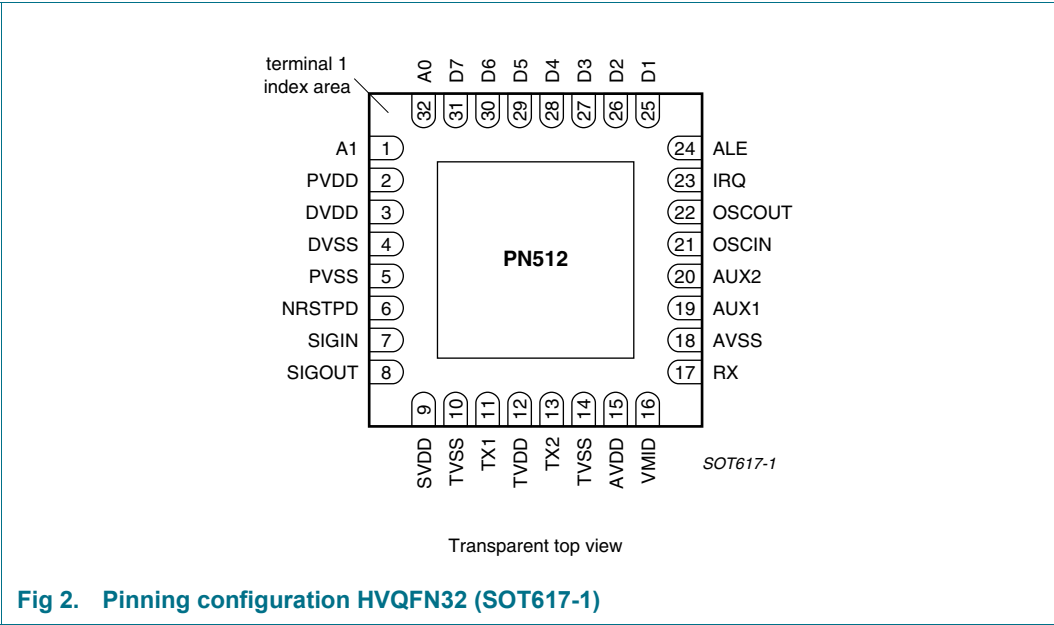 terminal 1
index area
A0 D7 D6 D5 D4 D3 D2 D1
32 31 30 29 28 27 26 25
A1 1
PVDD 2
DVDD 3
DVSS 4
PVSS 5
NRSTPD 6
SIGIN 7
SIGOUT 8
PN512
24 ALE
23 IRQ
22 OSCOUT
21 OSCIN
20 AUX2
19 AUX1
18 AVSS
17 RX
9 10 11 12 13 14 15 16
SVDD TVSS TX1 TVDD TX2 TVSS AVDD VMID
SOT617-1
Transparent top view
Fig 2. Pinning configuration HVQFN32 (SOT617-1)